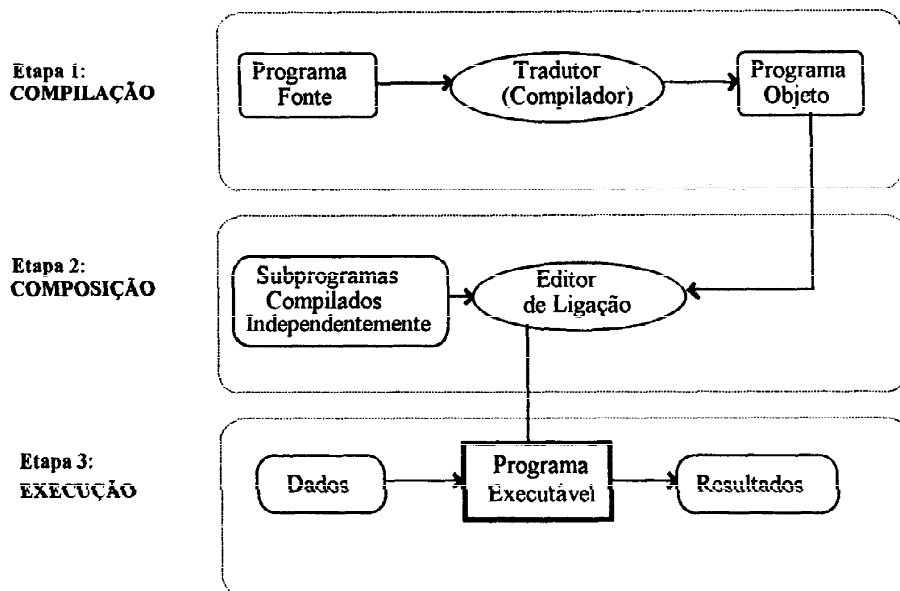 Etapa 1:
COMPILAÇÃO
Programa
Fonte
Tradutor
(Compilador)
Programa
Objeto
Etapa 2:
COMPOSIÇÃO
Subprogramas
Compilados
Independentemente
Editor
de Ligação
Etapa 3:
EXECUÇÃO
Dados
Programa
Executável
Resultados